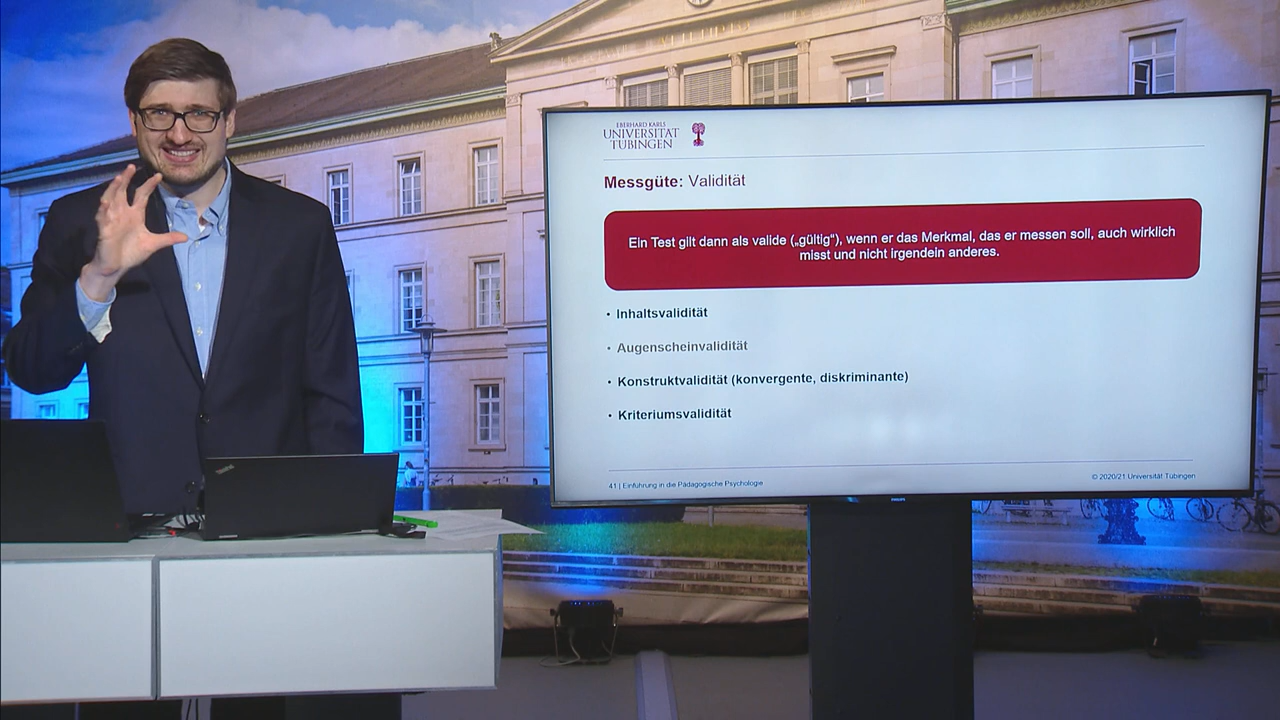 EBERHARD KARLS
UNIVERSITÄT
TÜBINGEN
Messgüte: Validität
Ein Test gilt dann als valide („gültig“), wenn er das Merkmal, das er messen soll, auch wirklich
misst und nicht irgendein anderes.
• Inhaltsvalidität
• Augenscheinvalidität
• Konstruktvalidität (konvergente, diskriminante)
• Kriteriumsvalidität
41 | Einführung in die Pädagogische Psychologie
© 2020/21 Universität Tübingen
PHILIPS
ThinkPad